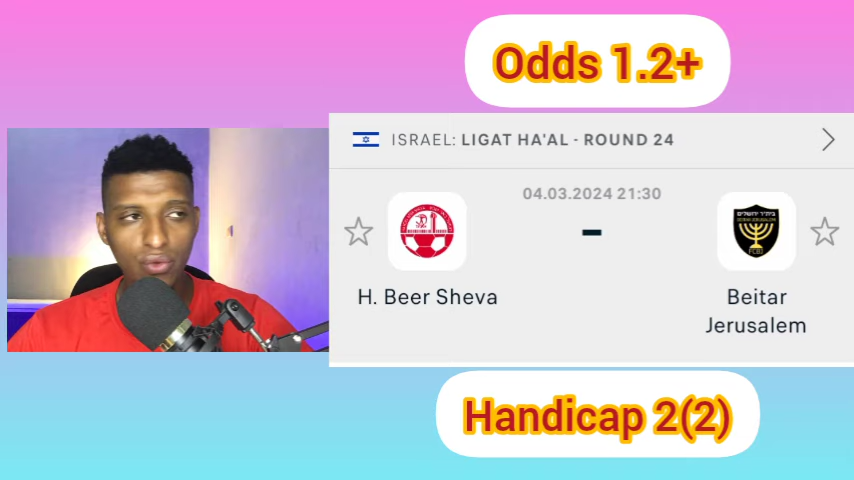 Odds 1.2+
ISRAEL: LIGAT HA'AL - ROUND 24
04.03.2024 21:30
-
H. Beer Sheva
Beitar
Jerusalem
Handicap 2(2)